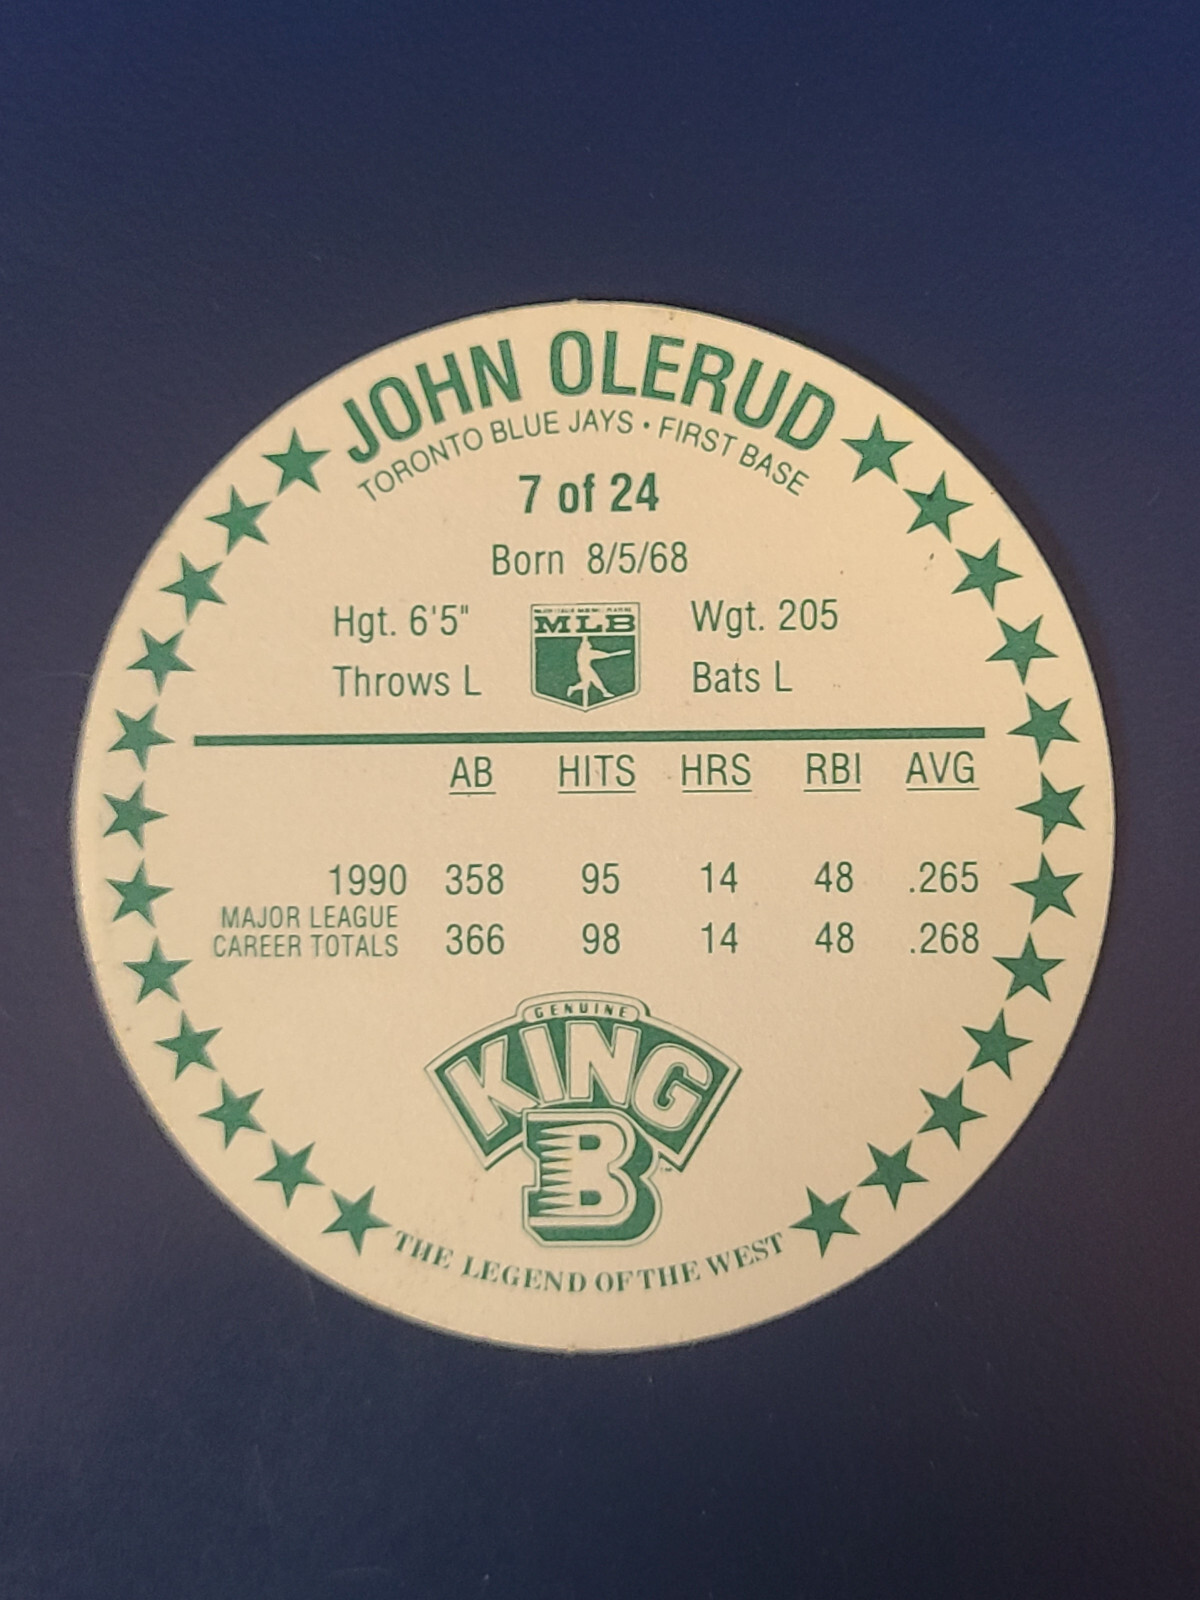 JOHN OLERUD
TORONTO BLUE JAYS • FIRST BASE
7 of 24
Born 8/5/68
Hgt. 6'5" Wgt. 205
MLB
Throws L Bats L
AB HITS HRS RBI AVG
1990 358 95 14 48 .265
MAJOR LEAGUE
CAREER TOTALS 366 98 14 48 .268
GENUINE
KING
B
™
THE LEGEND OF THE WEST